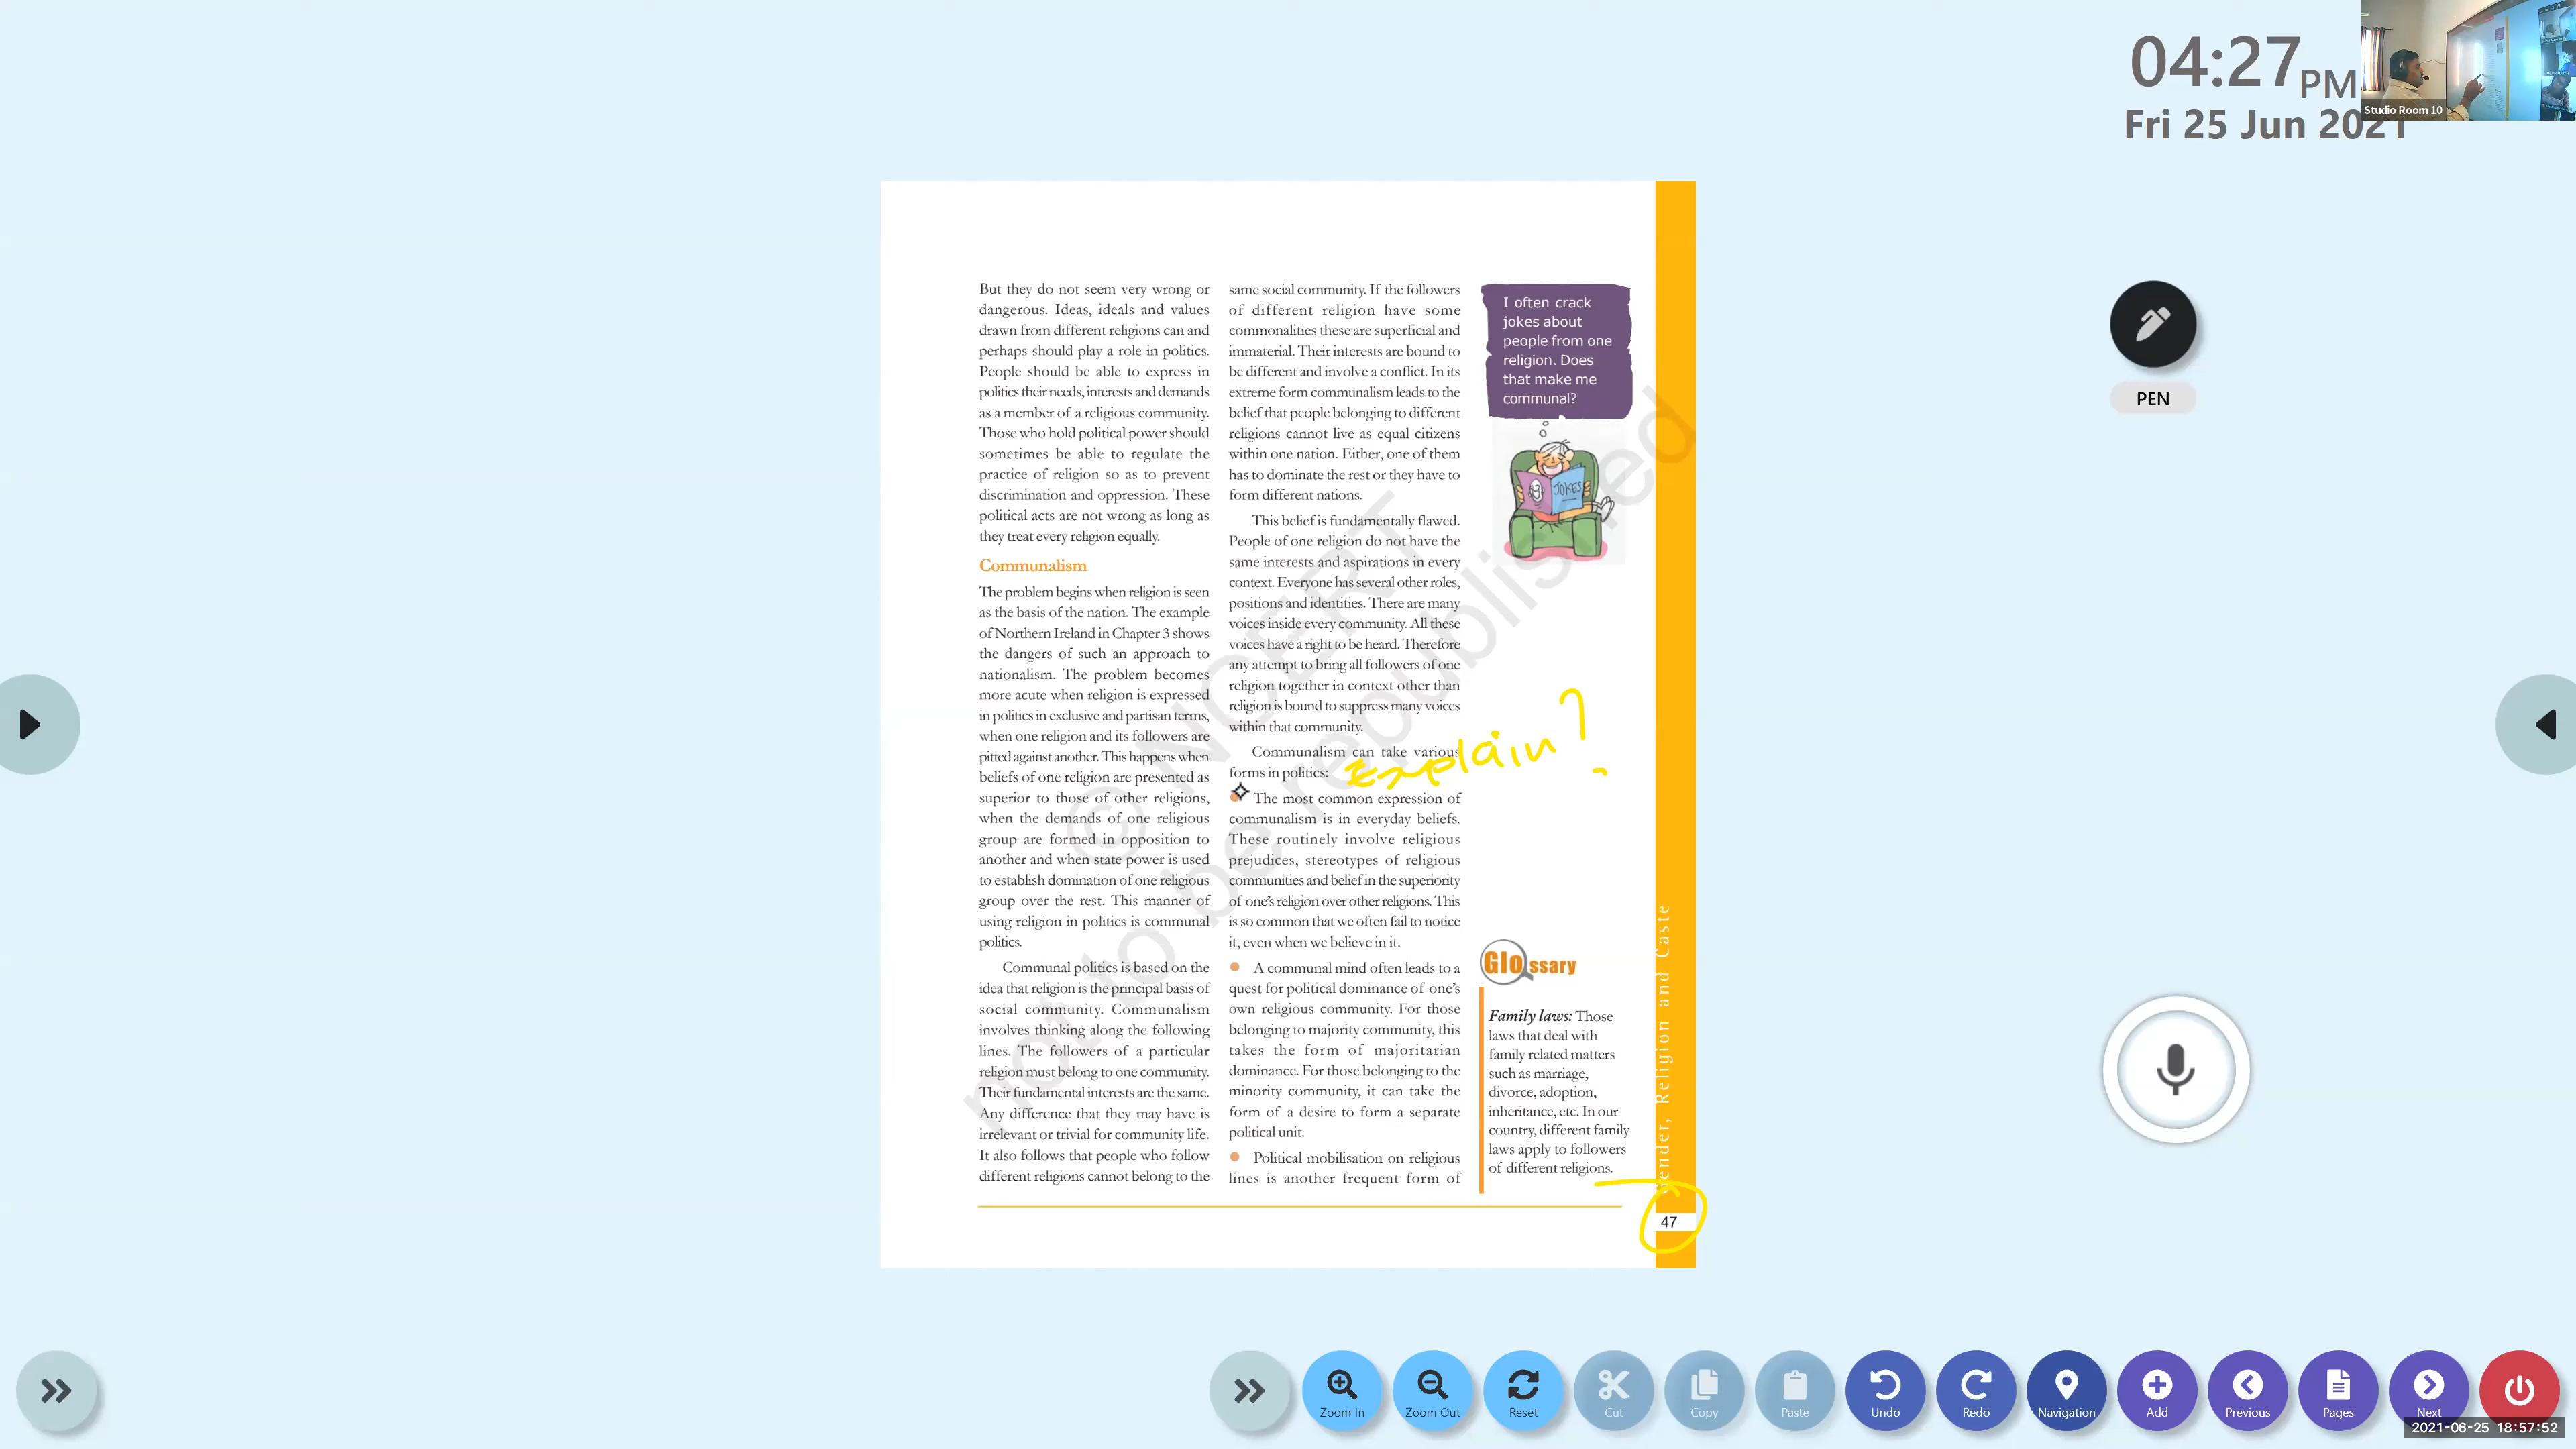 04:27 PM
Fri 25 Jun 2021
Studio Room 10
PEN
But they do not seem very wrong or
dangerous. Ideas, ideals and values
drawn from different religions can and
perhaps should play a role in politics.
People should be able to express in
politics their needs, interests and demands
as a member of a religious community.
Those who hold political power should
sometimes be able to regulate the
practice of religion so as to prevent
discrimination and oppression. These
political acts are not wrong as long as
they treat every religion equally.
Communalism
The problem begins when religion is seen
as the basis of the nation. The example
of Northern Ireland in Chapter 3 shows
the dangers of such an approach to
nationalism. The problem becomes
more acute when religion is expressed
in politics in exclusive and partisan terms,
when one religion and its followers are
pitted against another. This happens when
beliefs of one religion are presented as
superior to those of other religions,
when the demands of one religious
group are formed in opposition to
another and when state power is used
to establish domination of one religious
group over the rest. This manner of
using religion in politics is communal
politics.
Communal politics is based on the
idea that religion is the principal basis of
social community. Communalism
involves thinking along the following
lines. The followers of a particular
religion must belong to one community.
Their fundamental interests are the same.
Any difference that they may have is
irrelevant or trivial for community life.
It also follows that people who follow
different religions cannot belong to the
same social community. If the followers
of different religion have some
commonalities these are superficial and
immaterial. Their interests are bound to
be different and involve a conflict. In its
extreme form communalism leads to the
belief that people belonging to different
religions cannot live as equal citizens
within one nation. Either, one of them
has to dominate the rest or they have to
form different nations.
This belief is fundamentally flawed.
People of one religion do not have the
same interests and aspirations in every
context. Everyone has several other roles,
positions and identities. There are many
voices inside every community. All these
voices have a right to be heard. Therefore
any attempt to bring all followers of one
religion together in context other than
religion is bound to suppress many voices
within that community.
Communalism can take various
forms in politics:
Explain?
● The most common expression of
communalism is in everyday beliefs.
These routinely involve religious
prejudices, stereotypes of religious
communities and belief in the superiority
of one's religion over other religions. This
is so common that we often fail to notice
it, even when we believe in it.
● A communal mind often leads to a
quest for political dominance of one's
own religious community. For those
belonging to majority community, this
takes the form of majoritarian
dominance. For those belonging to the
minority community, it can take the
form of a desire to form a separate
political unit.
● Political mobilisation on religious
lines is another frequent form of
I often crack
jokes about
people from one
religion. Does
that make me
communal?
JOKES
Glossary
Family laws: Those
laws that deal with
family related matters
such as marriage,
divorce, adoption,
inheritance, etc. In our
country, different family
laws apply to followers
of different religions.
Gender, Religion and Caste
47
© NCERT
not to be republished
Zoom In
Zoom Out
Reset
Cut
Copy
Paste
Undo
Redo
Navigation
Add
Previous
Pages
Next
2021-06-25 18:57:52